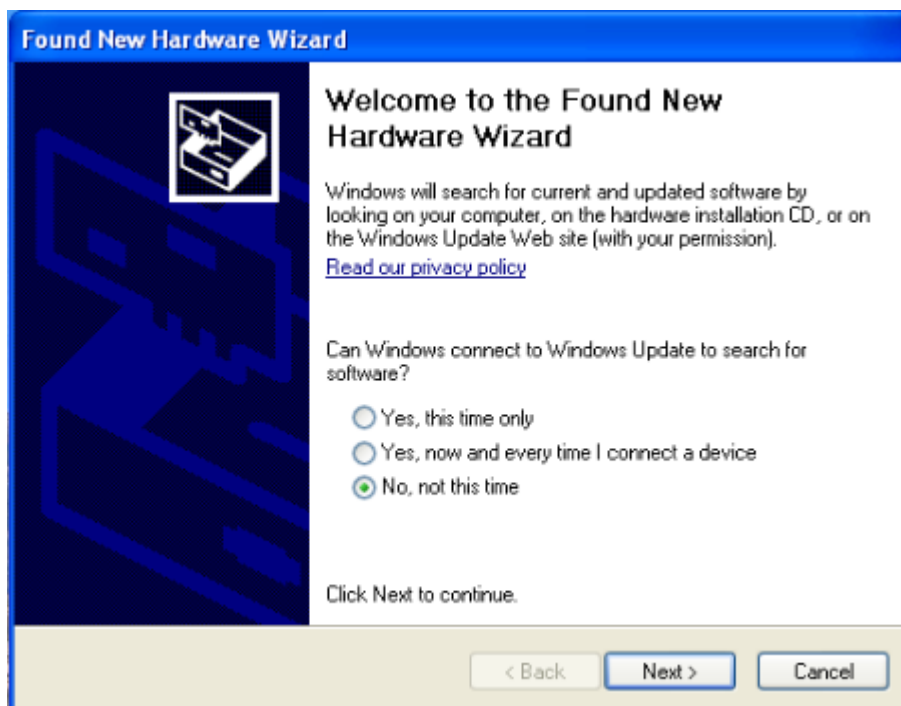 Found New Hardware Wizard
Welcome to the Found New
Hardware Wizard
Windows will search for current and updated software by
looking on your computer, on the hardware installation CD, or on
the Windows Update Web site (with your permission).
Read our privacy policy
Can Windows connect to Windows Update to search for
software?
Yes, this time only
Yes, now and every time I connect a device
No, not this time
Click Next to continue.
< Back
Next >
Cancel